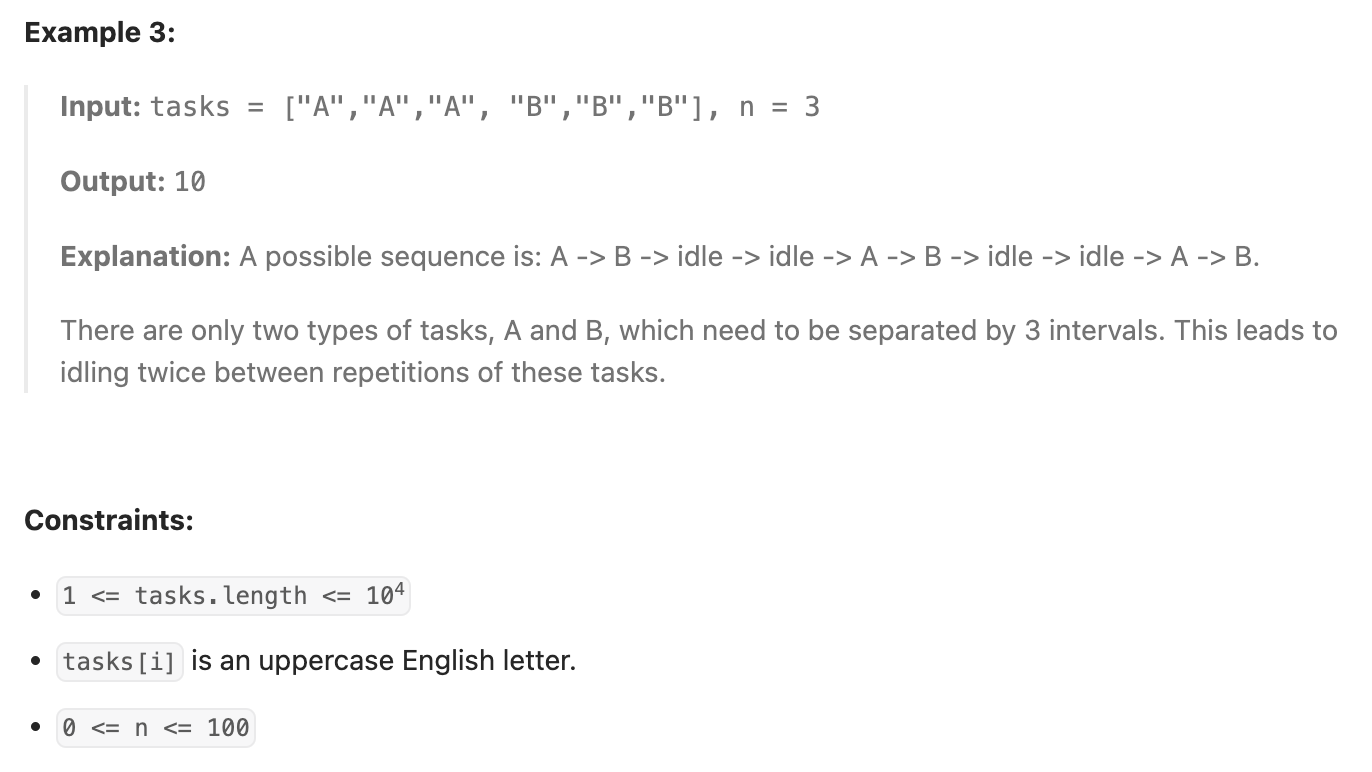 Example 3:
Input: tasks = ["A","A","A", "B","B","B"], n = 3
Output: 10
Explanation: A possible sequence is: A -> B -> idle -> idle -> A -> B -> idle -> idle -> A -> B.
There are only two types of tasks, A and B, which need to be separated by 3 intervals. This leads to
idling twice between repetitions of these tasks.
Constraints:
• 1 <= tasks.length <= 10⁴
• tasks[i] is an uppercase English letter.
• 0 <= n <= 100